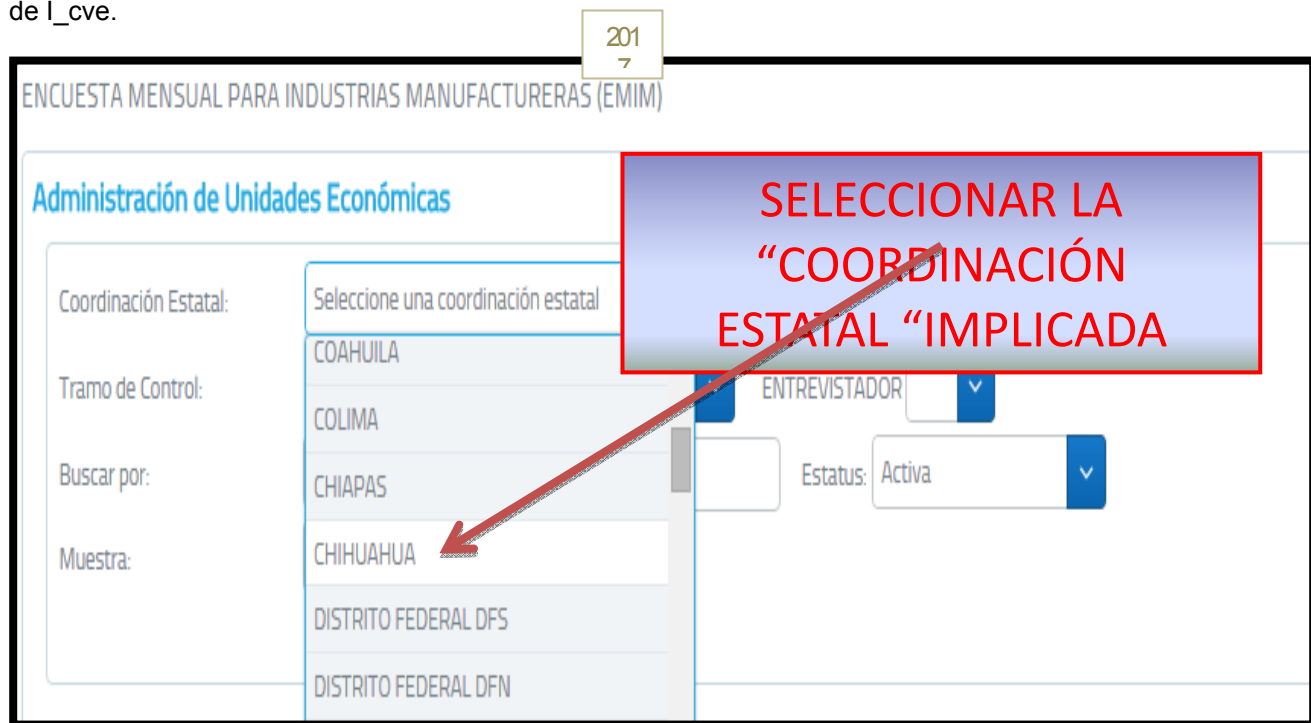 de I_cve.
201
7
ENCUESTA MENSUAL PARA INDUSTRIAS MANUFACTURERAS (EMIM)
Administración de Unidades Económicas
SELECCIONAR LA
“COORDINACIÓN
ESTATAL “IMPLICADA
Coordinación Estatal:
Seleccione una coordinación estatal
COAHUILA
Tramo de Control:
ENTREVISTADOR
COLIMA
Buscar por:
CHIAPAS
Estatus: Activa
Muestra:
CHIHUAHUA
DISTRITO FEDERAL DFS
DISTRITO FEDERAL DFN